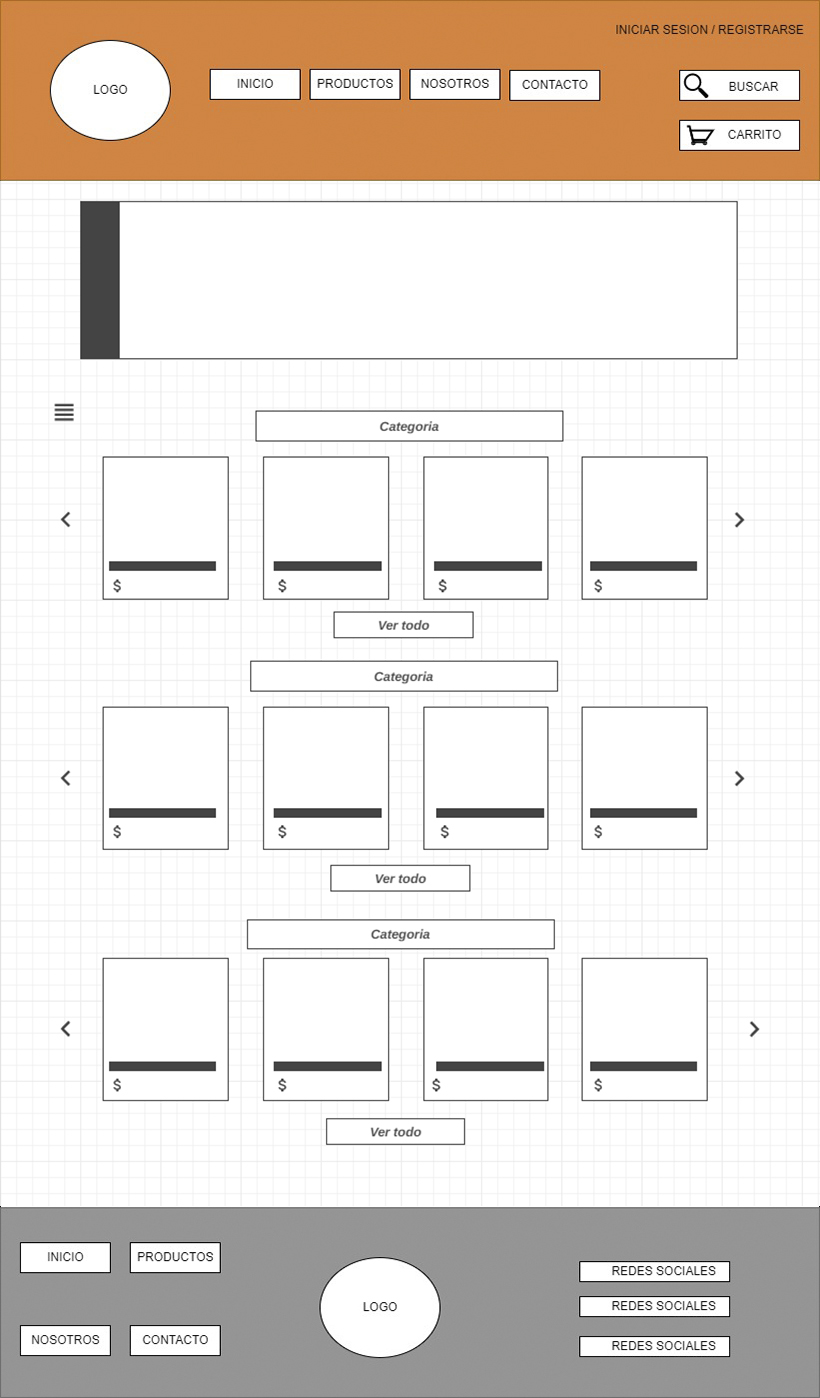 INICIAR SESION / REGISTRARSE
LOGO
INICIO
PRODUCTOS
NOSOTROS
CONTACTO
BUSCAR
CARRITO
Categoria
$ $ $ $
Ver todo
Categoria
$ $ $ $
Ver todo
Categoria
$ $ $ $
Ver todo
INICIO
PRODUCTOS
NOSOTROS
CONTACTO
LOGO
REDES SOCIALES
REDES SOCIALES
REDES SOCIALES